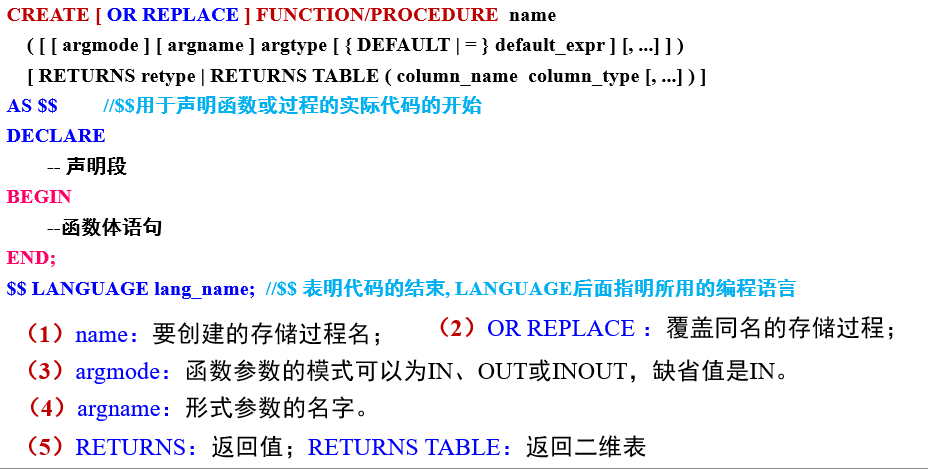 CREATE [ OR REPLACE ] FUNCTION/PROCEDURE name
( [ [ argmode ] [ argname ] argtype [ { DEFAULT | = } default_expr ] [, ...] ] )
[ RETURNS retype | RETURNS TABLE ( column_name column_type [, ...] ) ]
AS $$ //$$用于声明函数或过程的实际代码的开始
DECLARE
-- 声明段
BEGIN
--函数体语句
END;
$$ LANGUAGE lang_name; //$$ 表明代码的结束, LANGUAGE后面指明所用的编程语言
（1）name：要创建的存储过程名； （2）OR REPLACE ：覆盖同名的存储过程；
（3）argmode：函数参数的模式可以为IN、OUT或INOUT，缺省值是IN。
（4）argname：形式参数的名字。
（5）RETURNS：返回值；RETURNS TABLE：返回二维表